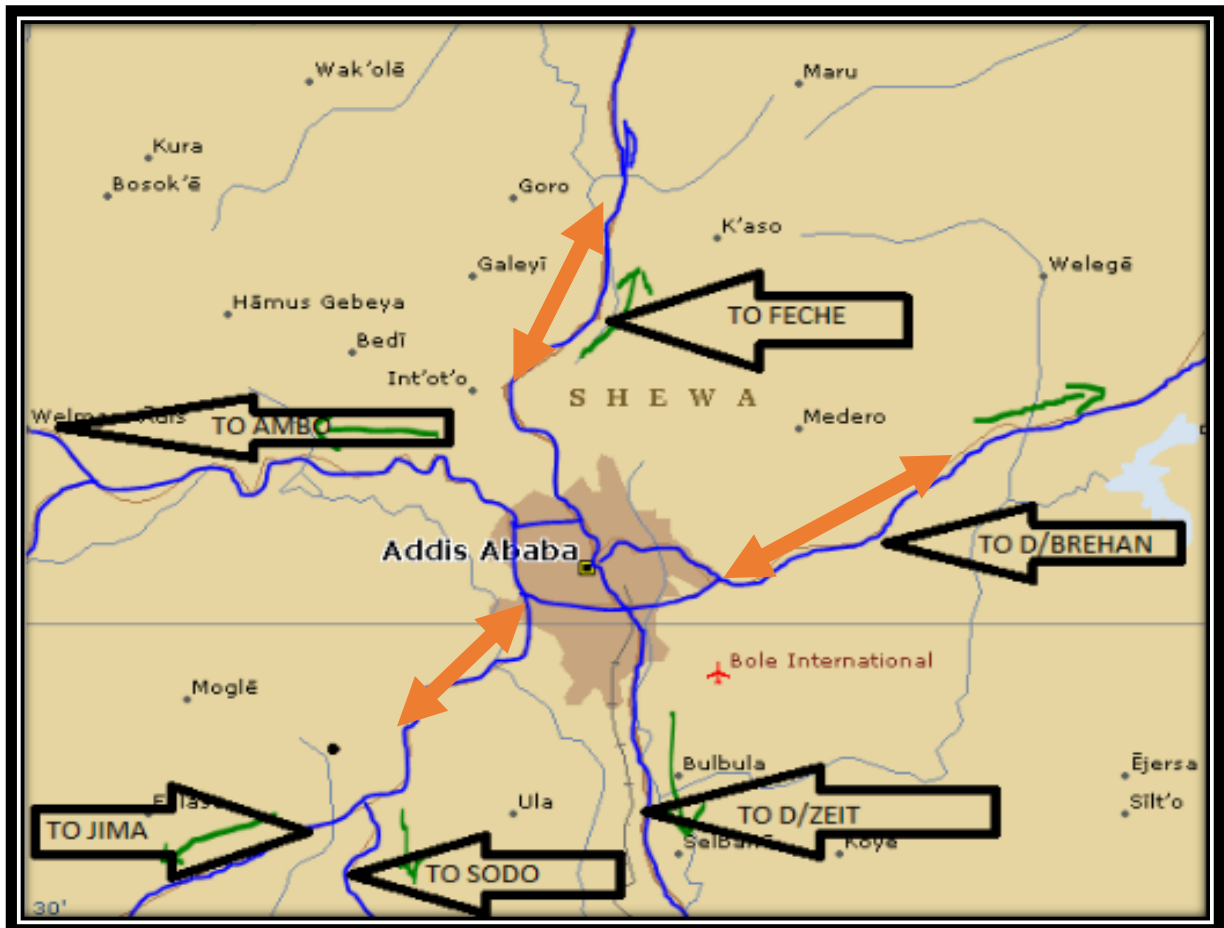 Wak'olē
Maru
Kura
Bosok'ē
Goro
K'aso
Galeyī
Welegē
Hāmus Gebeya
TO FECHE
Bedī
Int'ot'o
SHEWA
Medero
TO AMBO
Addis Ababa
TO D/BREHAN
Bole International
Moglē
Bulbula
Ējersa
Ula
Sīlt'o
TO JIMA
TO D/ZEIT
Koye
TO SODO
30'